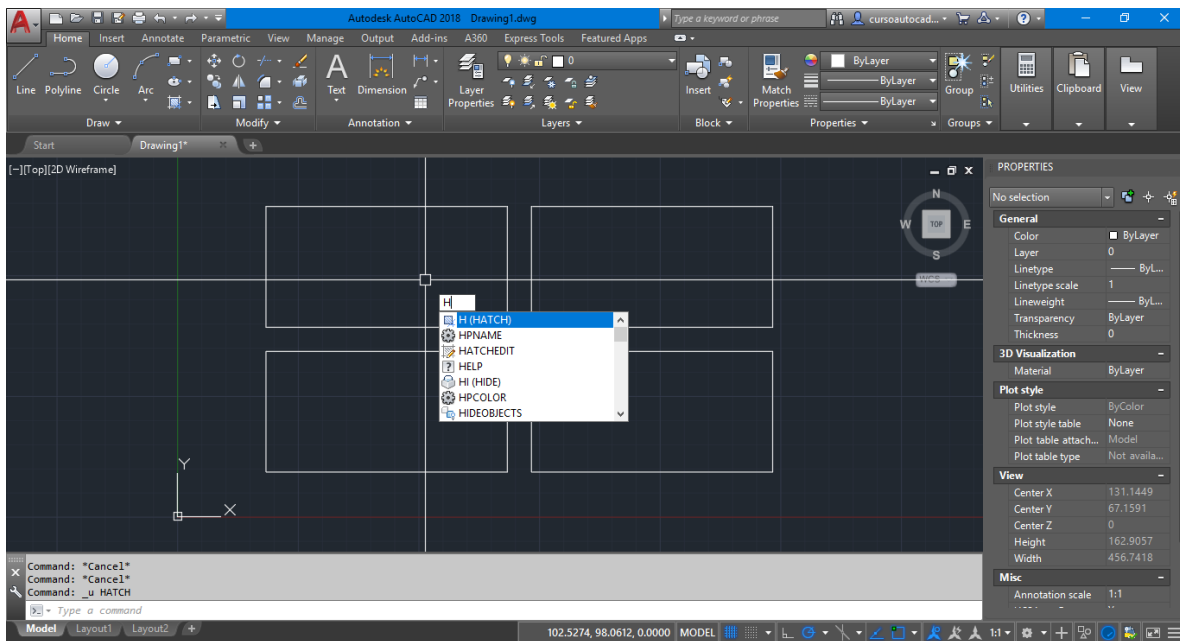 Autodesk AutoCAD 2018 Drawing1.dwg
Type a keyword or phrase
cursoautocad...
Home Insert Annotate Parametric View Manage Output Add-ins A360 Express Tools Featured Apps
0
ByLayer
Line Polyline Circle Arc
Text Dimension
Layer
Properties
Insert
Match
Properties
ByLayer
ByLayer
Group
Utilities Clipboard View
Draw Modify Annotation Layers Block Properties Groups
Start Drawing1* +
[−][Top][2D Wireframe]
N
W TOP E
S
WCS
H
H (HATCH)
HPNAME
HATCHEDIT
HELP
HI (HIDE)
HPCOLOR
HIDEOBJECTS
Y
X
PROPERTIES
No selection
General
Color ByLayer
Layer 0
Linetype ByL...
Linetype scale 1
Lineweight ByL...
Transparency ByLayer
Thickness 0
3D Visualization
Material ByLayer
Plot style
Plot style ByColor
Plot style table None
Plot table attach... Model
Plot table type Not availa...
View
Center X 131.1449
Center Y 67.1591
Center Z 0
Height 162.9057
Width 456.7418
Misc
Annotation scale 1:1
Command: *Cancel*
Command: *Cancel*
Command: _u HATCH
Type a command
Model Layout1 Layout2 +
102.5274, 98.0612, 0.0000 MODEL 1:1